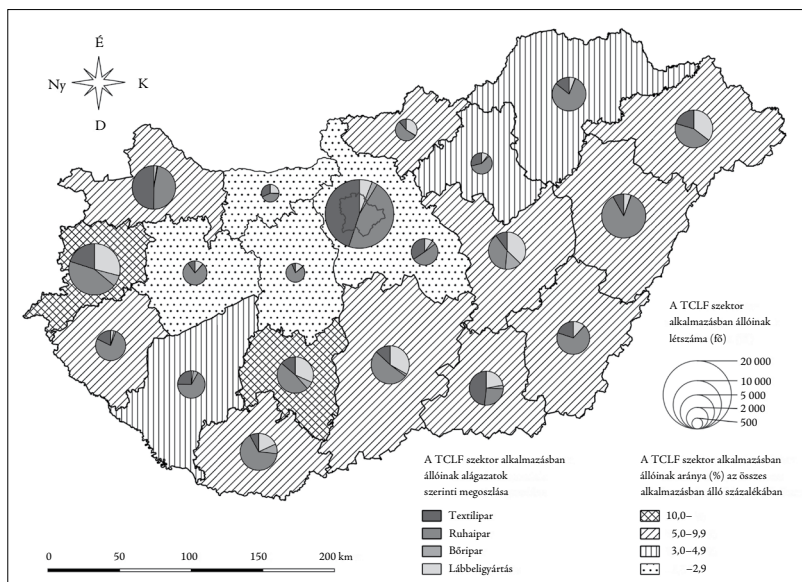 É
Ny K
D
A TCLF szektor
alkalmazásban állóinak
létszáma (fő)
20 000
10 000
5 000
2 000
500
A TCLF szektor alkalmazásban
állóinak alágazatok
szerinti megoszlása
Textilipar
Ruhaipar
Bőripar
Lábbeligyártás
A TCLF szektor alkalmazásban
állóinak aránya (%) az összes
alkalmazásban álló százalékában
10,0–
5,0–9,9
3,0–4,9
–2,9
0 50 100 150 200 km